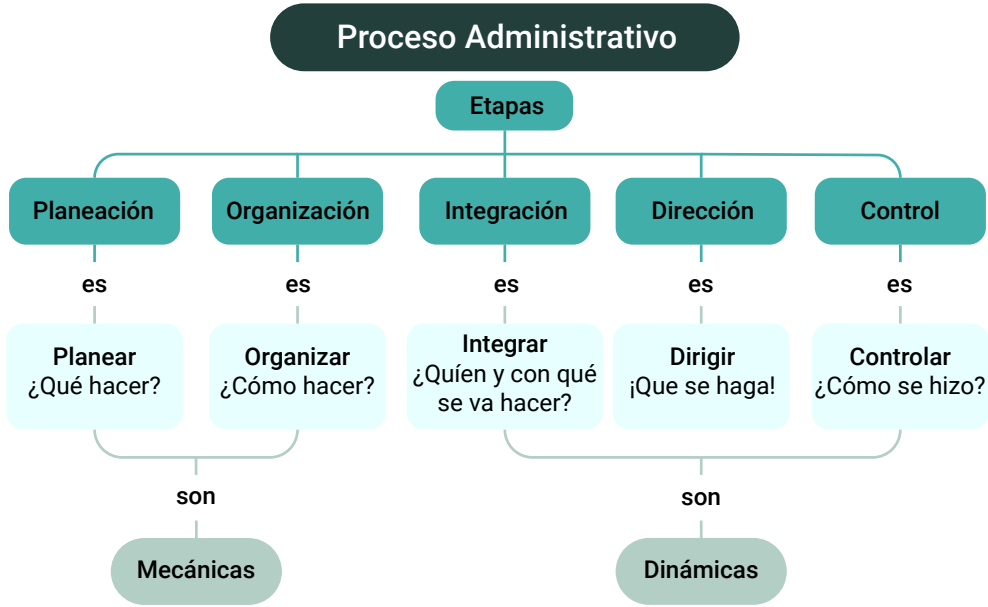 Proceso Administrativo
Etapas
Planeación
Organización
Integración
Dirección
Control
es
es
es
es
es
Planear
¿Qué hacer?
Organizar
¿Cómo hacer?
Integrar
¿Quíen y con qué
se va hacer?
Dirigir
¡Que se haga!
Controlar
¿Cómo se hizo?
son
son
Mecánicas
Dinámicas